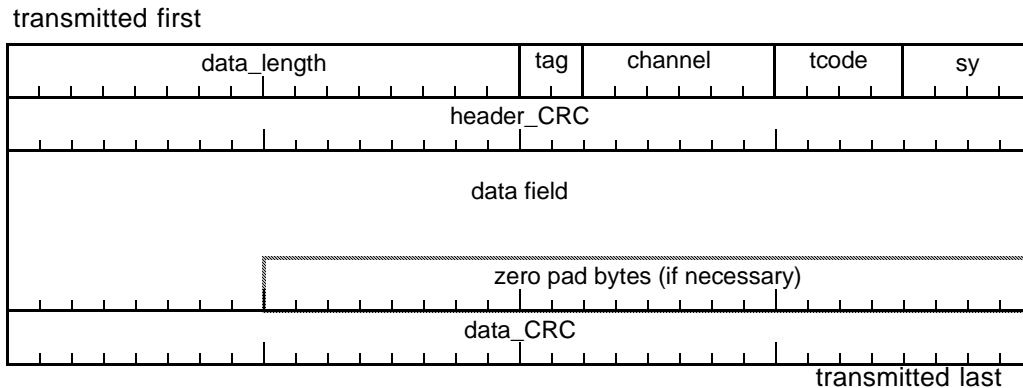 transmitted first
data_length tag channel tcode sy
header_CRC
data field
zero pad bytes (if necessary)
data_CRC
transmitted last